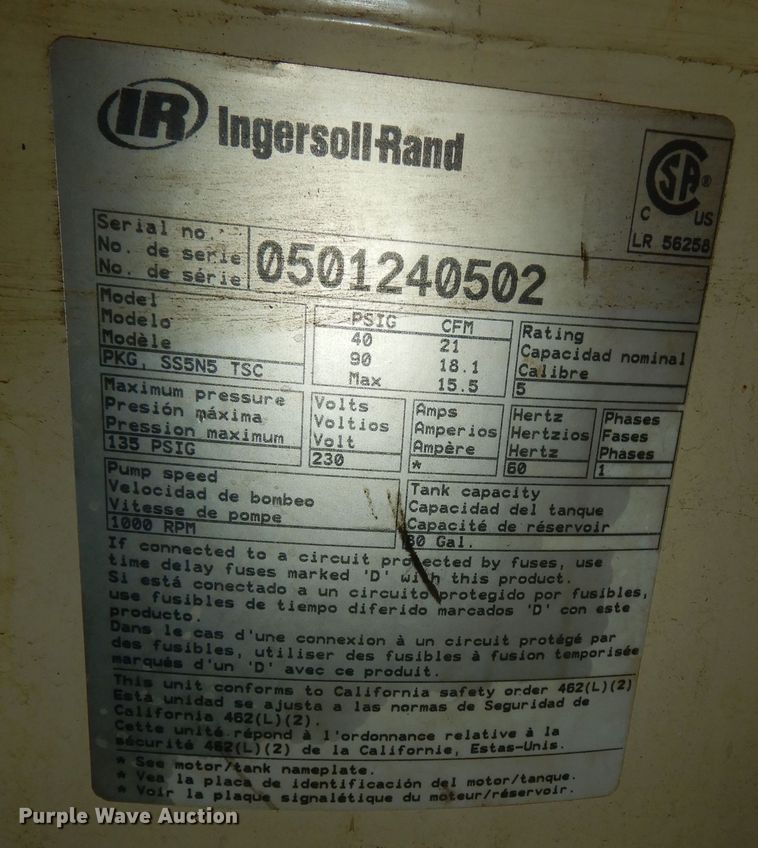 IR Ingersoll-Rand
CSA®
C US
LR 56258
Serial no.
No. de serie
No. de série
0501240502
Model
Modelo
Modèle
PKG, SS5N5 TSC
PSIG CFM
40 21
90 18.1
Max 15.5
Rating
Capacidad nominal
Calibre
5
Maximum pressure
Presión máxima
Pression maximum
135 PSIG
Volts
Voltios
Volt
230
Amps
Amperios
Ampère
*
Hertz
Hertzios
Hertz
60
Phases
Fases
Phases
1
Pump speed
Velocidad de bombeo
Vitesse de pompe
1000 RPM
Tank capacity
Capacidad del tanque
Capacité de réservoir
Gal.
If connected to a circuit protected by fuses, use
time delay fuses marked 'D' with this product.
Si está conectado a un circuito protegido por fusibles,
use fusibles de tiempo diferido marcados 'D' con este
producto.
Dans le cas d'une connexion à un circuit protégé par
des fusibles, utiliser des fusibles à fusion temporisée
marqués d'un 'D' avec ce produit.
This unit conforms to California safety order 462(L)(2)
Esta unidad se ajusta a las normas de Seguridad de
California 462(L)(2).
Cette unité répond à l'ordonnance relative à la
sécurité 462(L)(2) de la Californie, Estas-Unis.
* See motor/tank nameplate.
* Vea la placa de identificación del motor/tanque.
* Voir la plaque signalétique du moteur/réservoir.
Purple Wave Auction